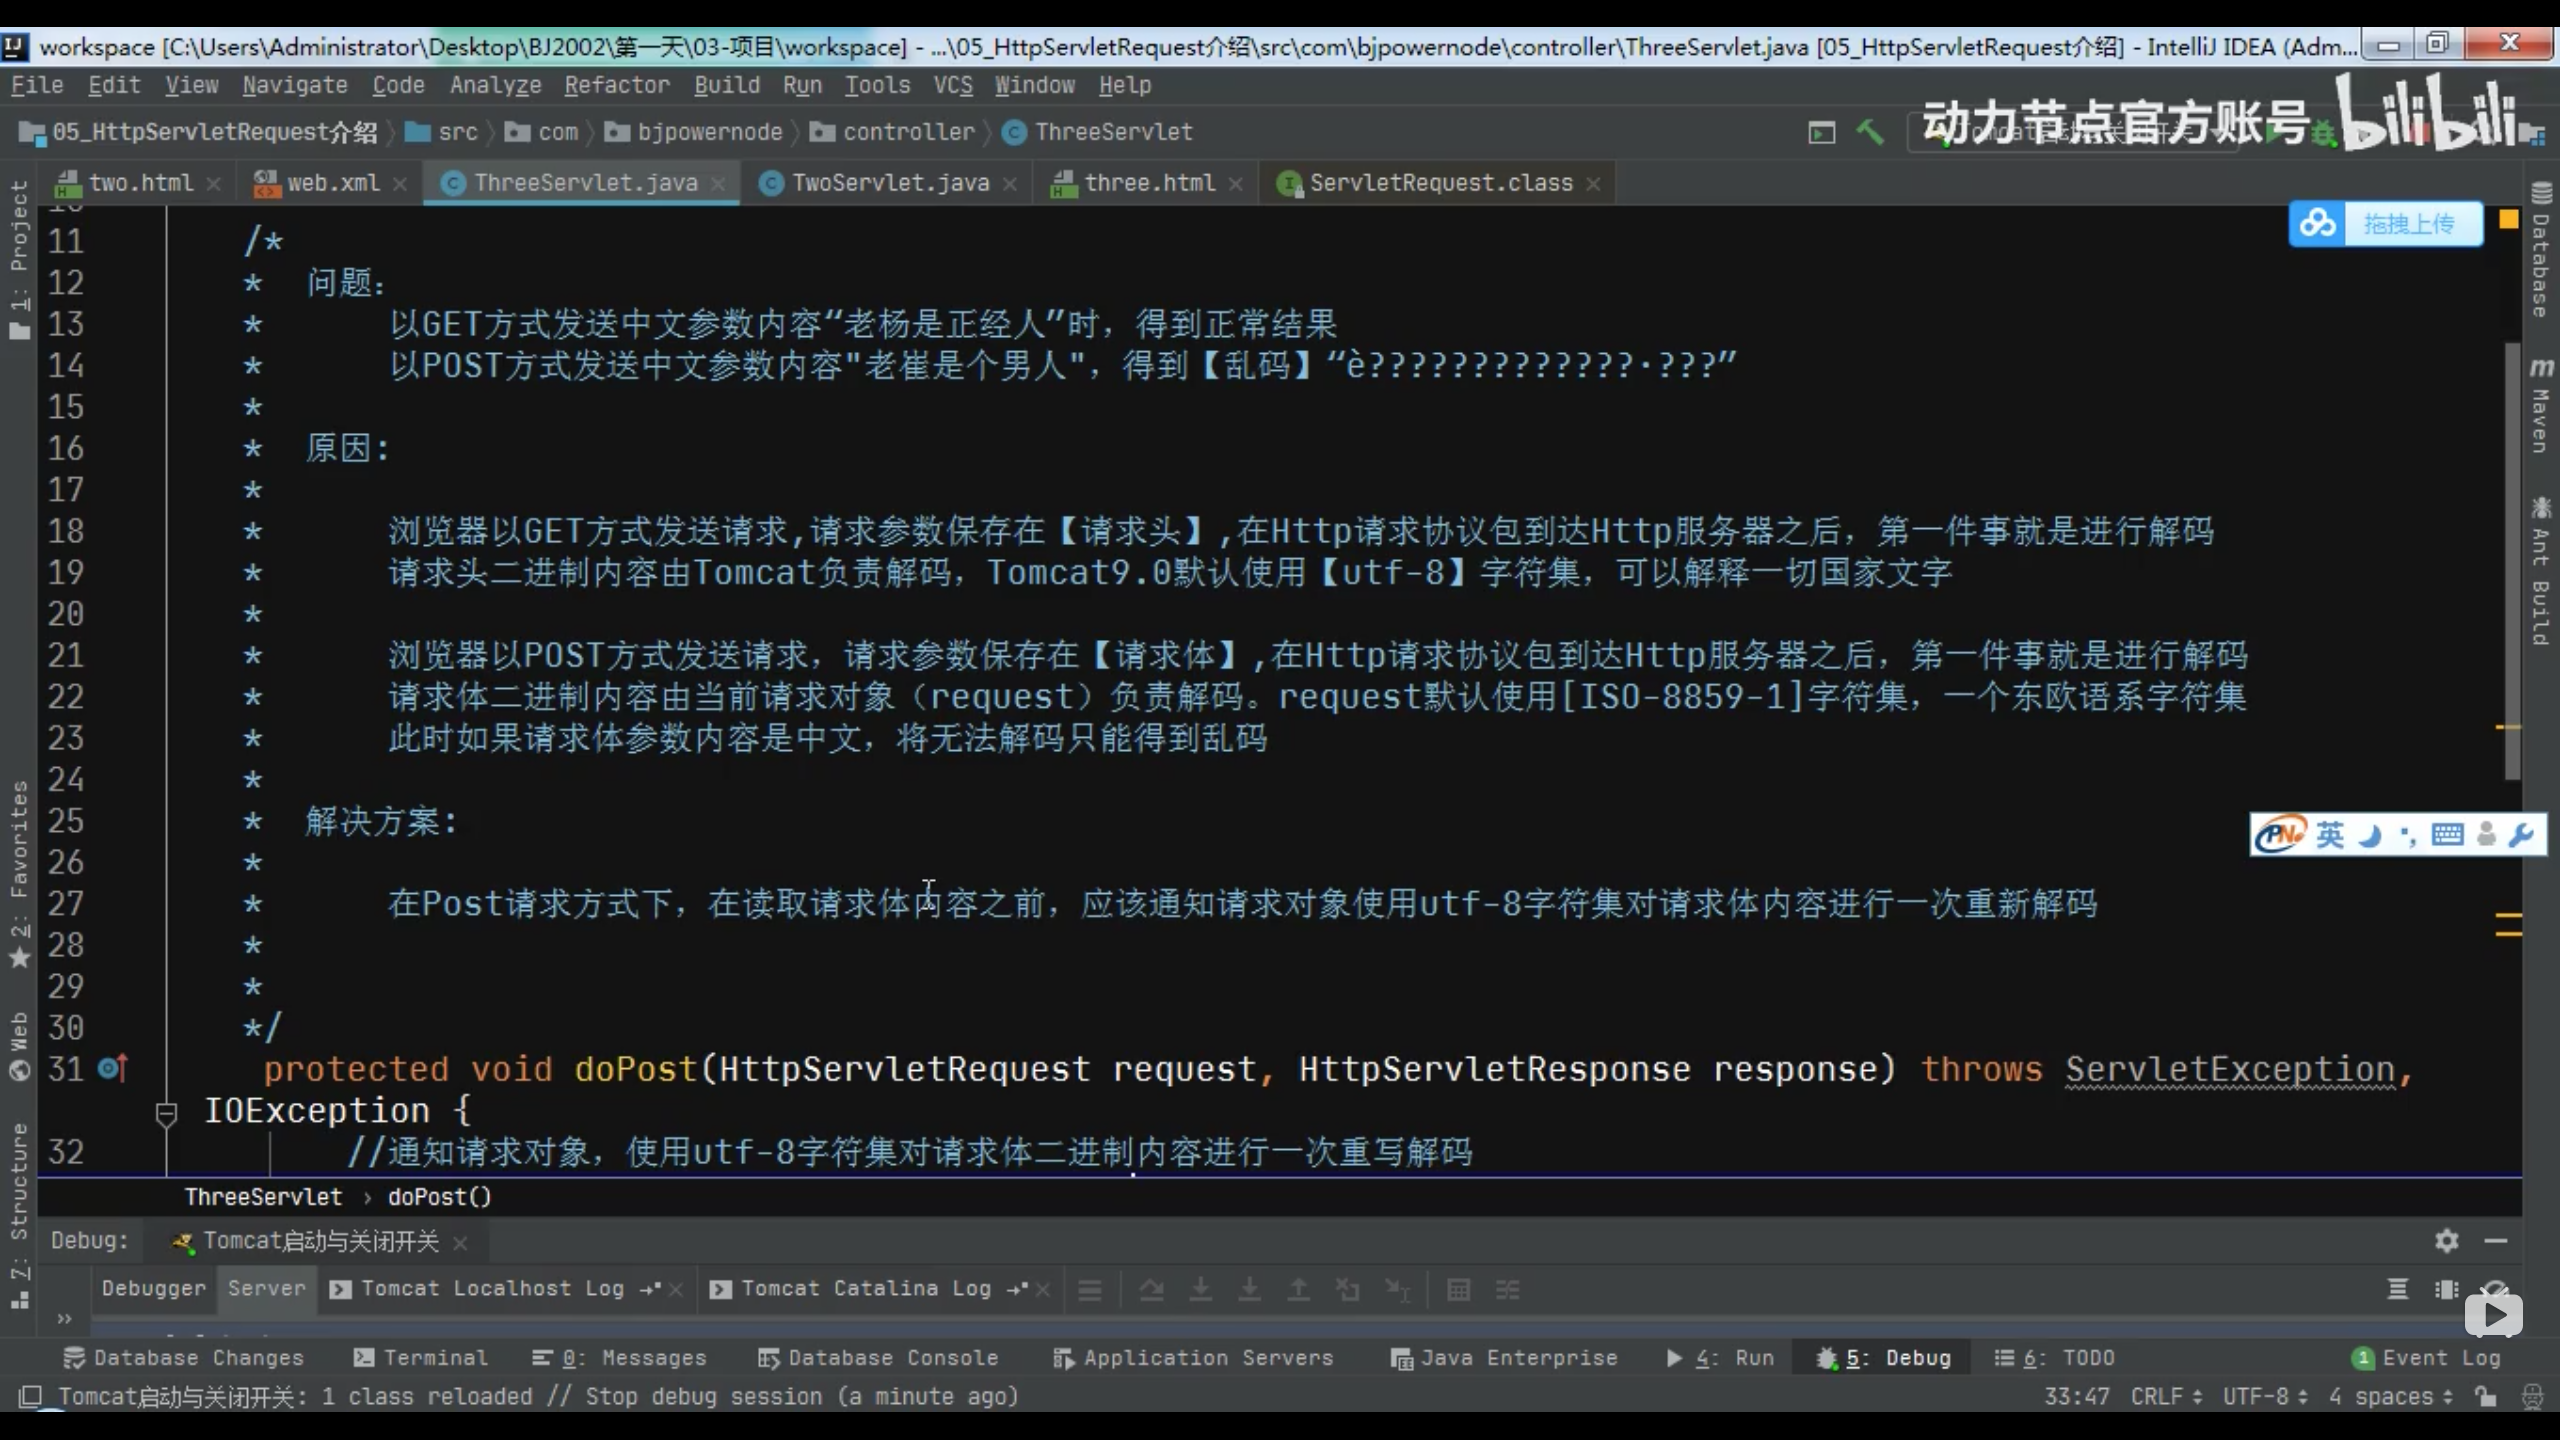 workspace [C:\Users\Administrator\Desktop\BJ2002\第一天\03-项目\workspace] - ...\05_HttpServletRequest介绍\src\com\bjpowernode\controller\ThreeServlet.java [05_HttpServletRequest介绍] - IntelliJ IDEA (Adm...
File Edit View Navigate Code Analyze Refactor Build Run Tools VCS Window Help
05_HttpServletRequest介绍 src com bjpowernode controller ThreeServlet
动力节点官方账号 bilibili
two.html web.xml ThreeServlet.java TwoServlet.java three.html ServletRequest.class
拖拽上传
11 /*
12 * 问题：
13 * 以GET方式发送中文参数内容“老杨是正经人”时，得到正常结果
14 * 以POST方式发送中文参数内容"老崔是个男人"，得到【乱码】“è?????????????·???”
15 *
16 * 原因:
17 *
18 * 浏览器以GET方式发送请求,请求参数保存在【请求头】,在Http请求协议包到达Http服务器之后，第一件事就是进行解码
19 * 请求头二进制内容由Tomcat负责解码，Tomcat9.0默认使用【utf-8】字符集，可以解释一切国家文字
20 *
21 * 浏览器以POST方式发送请求，请求参数保存在【请求体】,在Http请求协议包到达Http服务器之后，第一件事就是进行解码
22 * 请求体二进制内容由当前请求对象（request）负责解码。request默认使用[ISO-8859-1]字符集，一个东欧语系字符集
23 * 此时如果请求体参数内容是中文，将无法解码只能得到乱码
24 *
25 * 解决方案:
26 *
27 * 在Post请求方式下，在读取请求体内容之前，应该通知请求对象使用utf-8字符集对请求体内容进行一次重新解码
28 *
29 *
30 */
31 protected void doPost(HttpServletRequest request, HttpServletResponse response) throws ServletException,
IOException {
32 //通知请求对象，使用utf-8字符集对请求体二进制内容进行一次重写解码
英
1: Project
2: Favorites
Web
7: Structure
Database
Maven
Ant Build
ThreeServlet › doPost()
Debug: Tomcat启动与关闭开关
Debugger Server Tomcat Localhost Log Tomcat Catalina Log
Database Changes Terminal 0: Messages Database Console Application Servers Java Enterprise 4: Run 5: Debug 6: TODO 1 Event Log
Tomcat启动与关闭开关: 1 class reloaded // Stop debug session (a minute ago) 33:47 CRLF UTF-8 4 spaces